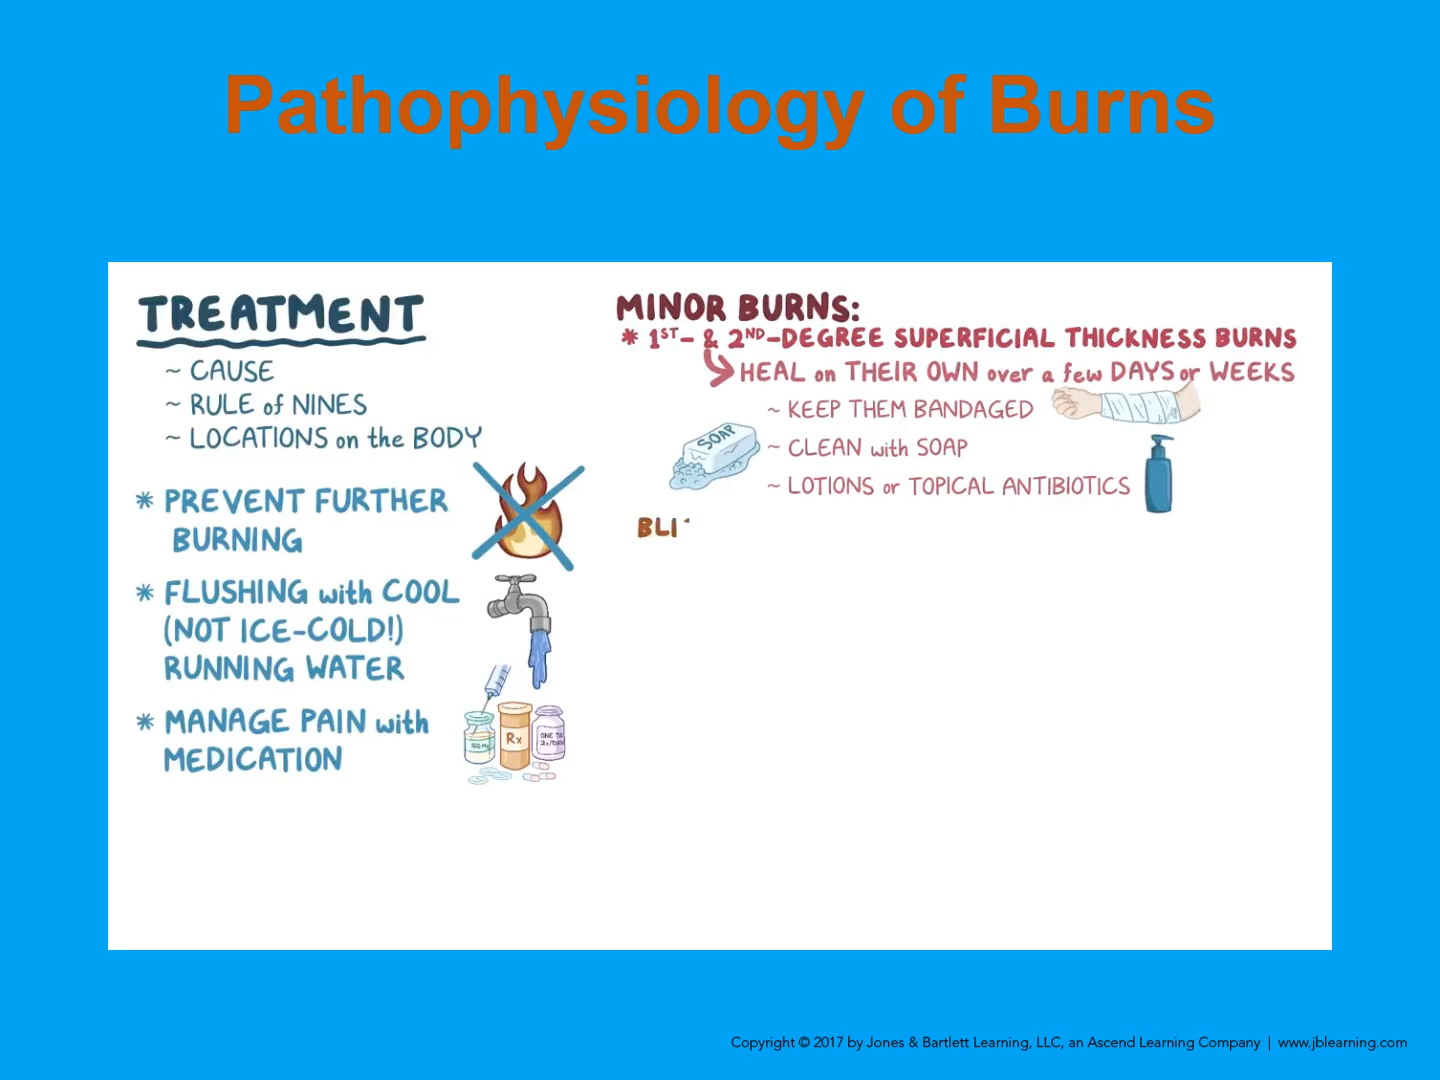 Pathophysiology of Burns
TREATMENT
~ CAUSE
~ RULE of NINES
~ LOCATIONS on the BODY
* PREVENT FURTHER
BURNING
* FLUSHING with COOL
(NOT ICE-COLD!)
RUNNING WATER
* MANAGE PAIN with
MEDICATION
Rx
MINOR BURNS:
* 1ST- & 2ND-DEGREE SUPERFICIAL THICKNESS BURNS
HEAL on THEIR OWN over a few DAYS or WEEKS
~ KEEP THEM BANDAGED
SOAP
~ CLEAN with SOAP
~ LOTIONS or TOPICAL ANTIBIOTICS
BLI
Copyright © 2017 by Jones & Bartlett Learning, LLC, an Ascend Learning Company | www.jblearning.com